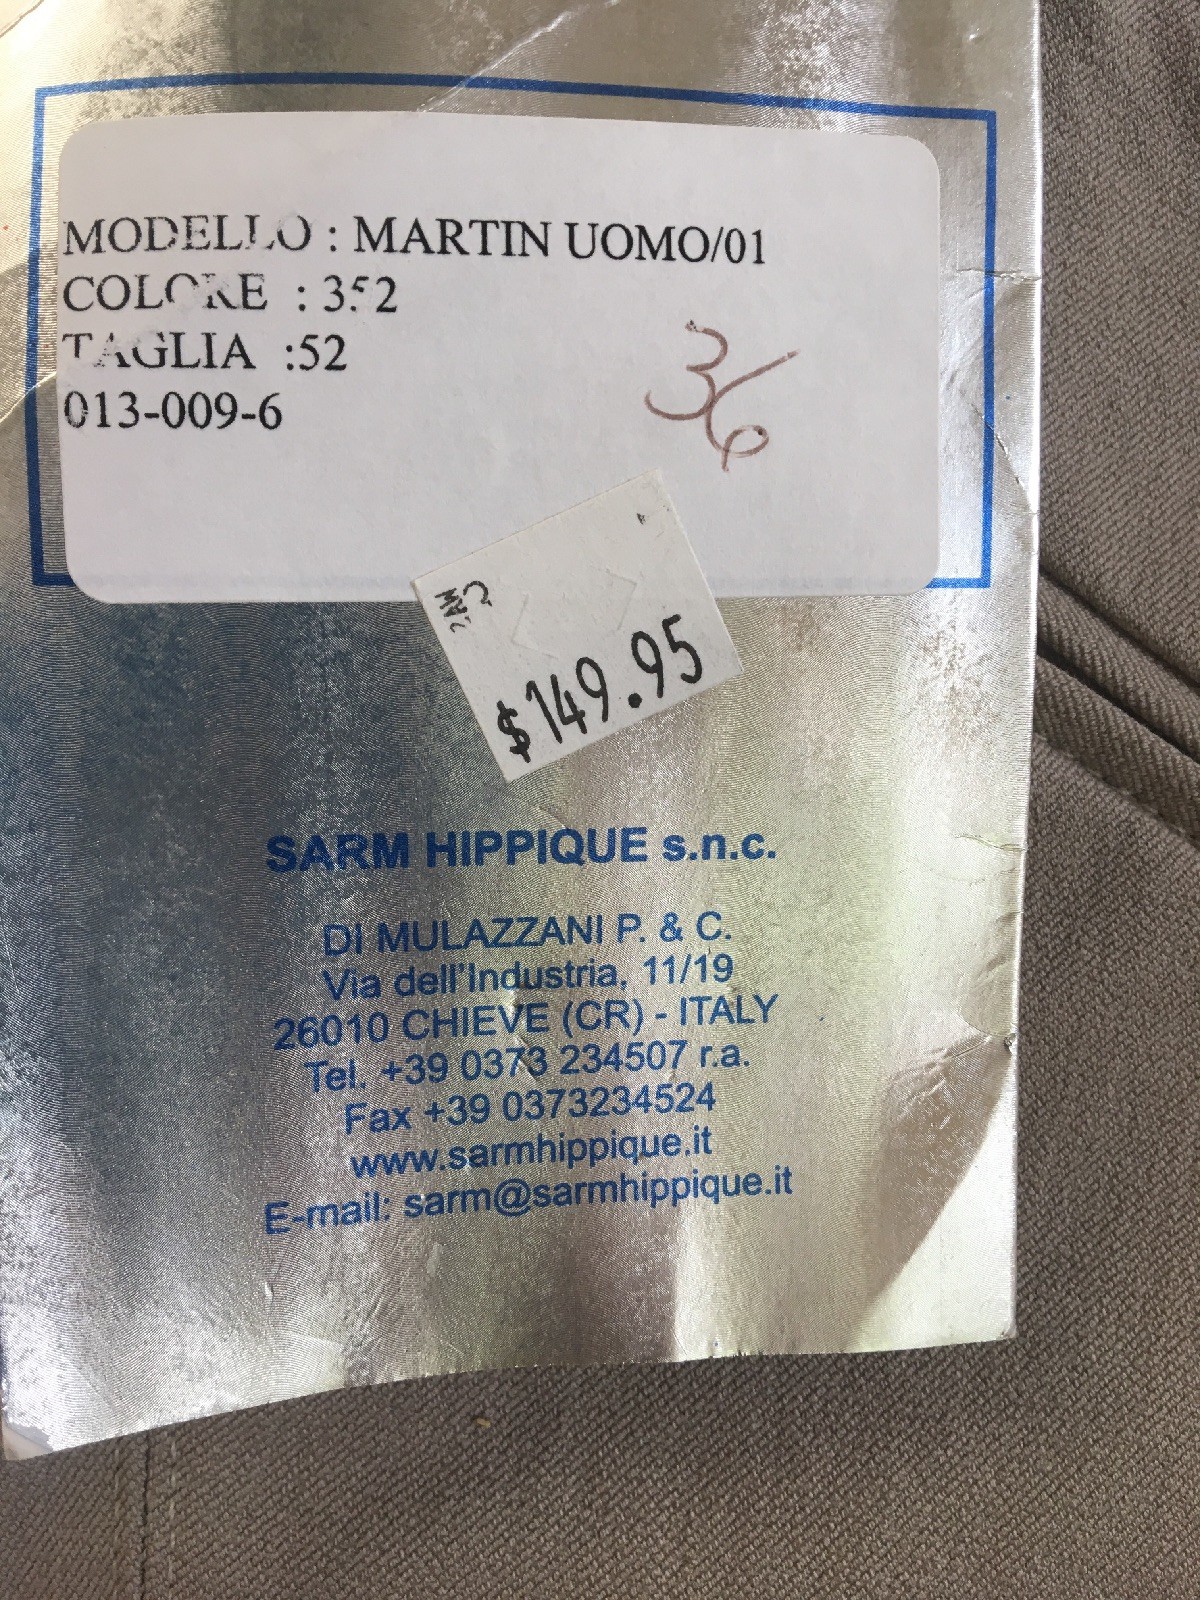 MODELLO : MARTIN UOMO/01
COLORE : 352
TAGLIA :52
013-009-6
36
$149.95
SARM HIPPIQUE s.n.c.
DI MULAZZANI P. & C.
Via dell'Industria, 11/19
26010 CHIEVE (CR) - ITALY
Tel. +39 0373 234507 r.a.
Fax +39 0373234524
www.sarmhippique.it
E-mail: sarm@sarmhippique.it